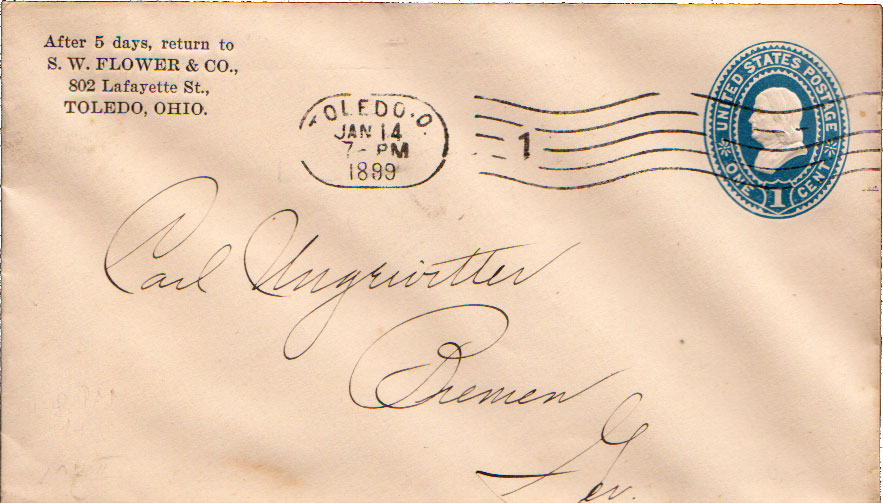 After 5 days, return to
S. W. FLOWER & CO.,
802 Lafayette St.,
TOLEDO, OHIO.
TOLEDO, O.
JAN 14
7- PM
1899
1
UNITED STATES POSTAGE
ONE 1 CENT
Carl Ungewitter
Bremen
Ger.